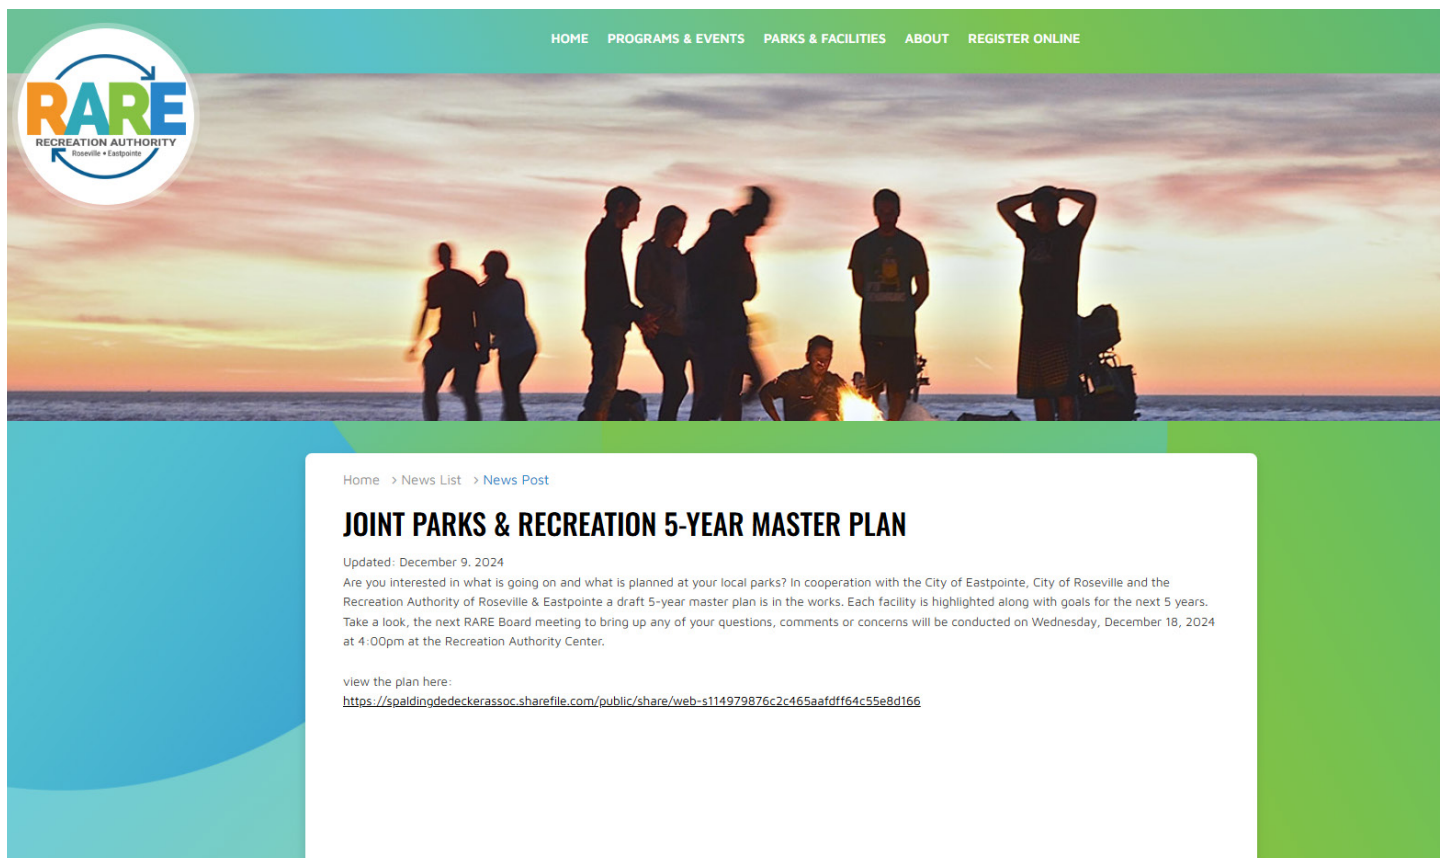 HOME PROGRAMS & EVENTS PARKS & FACILITIES ABOUT REGISTER ONLINE
RARE
RECREATION AUTHORITY
Roseville • Eastpointe
Home > News List > News Post
JOINT PARKS & RECREATION 5-YEAR MASTER PLAN
Updated: December 9. 2024
Are you interested in what is going on and what is planned at your local parks? In cooperation with the City of Eastpointe, City of Roseville and the
Recreation Authority of Roseville & Eastpointe a draft 5-year master plan is in the works. Each facility is highlighted along with goals for the next 5 years.
Take a look, the next RARE Board meeting to bring up any of your questions, comments or concerns will be conducted on Wednesday, December 18, 2024
at 4:00pm at the Recreation Authority Center.
view the plan here:
https://spaldingdedeckerassoc.sharefile.com/public/share/web-s114979876c2c465aafdff64c55e8d166